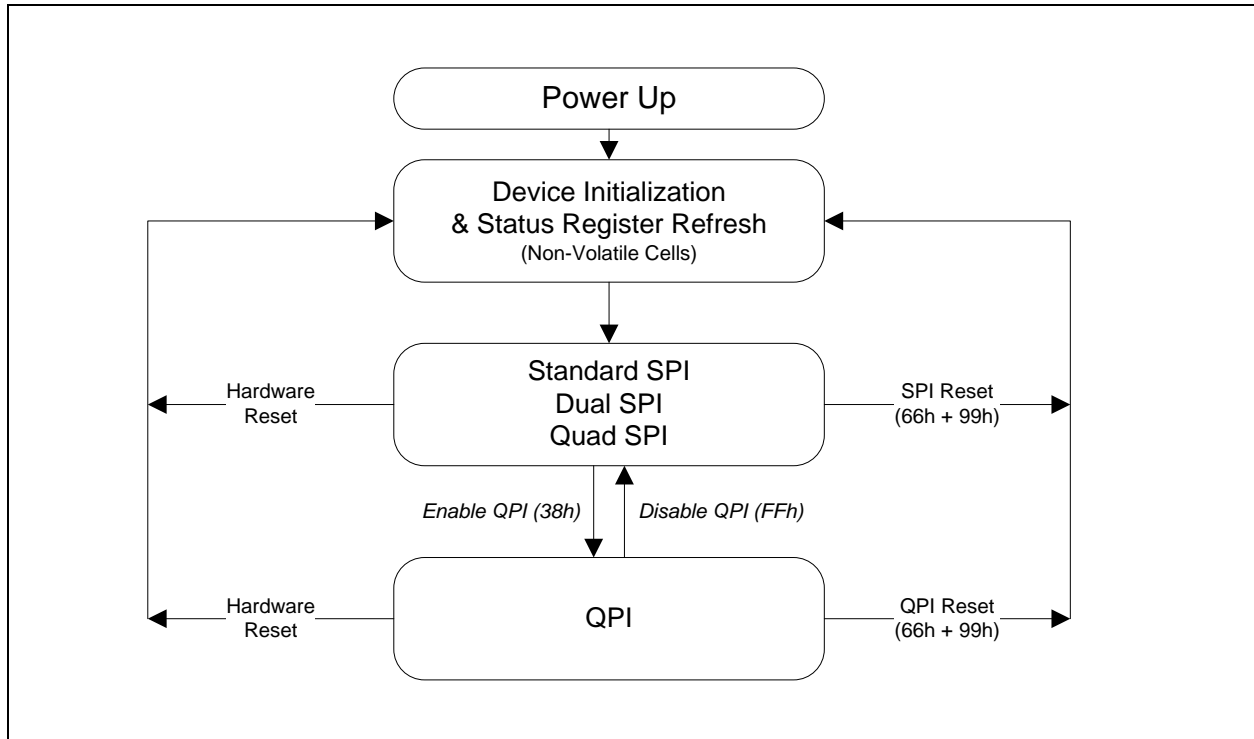 Power Up
Device Initialization
& Status Register Refresh
(Non-Volatile Cells)
Standard SPI
Dual SPI
Quad SPI
Hardware
Reset
SPI Reset
(66h + 99h)
Enable QPI (38h)
Disable QPI (FFh)
Hardware
Reset
QPI
QPI Reset
(66h + 99h)